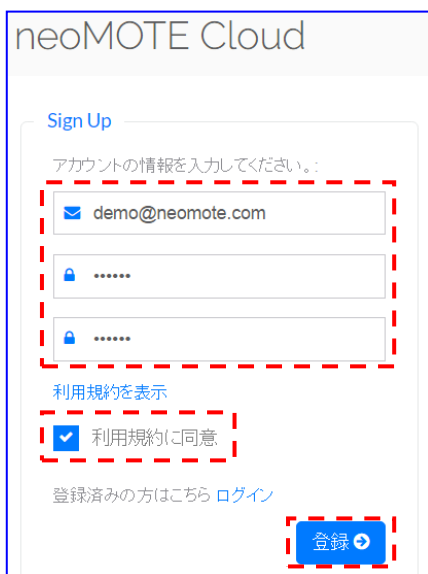 neoMOTE Cloud
Sign Up
アカウントの情報を入力してください。:
demo@neomote.com
••••••
••••••
利用規約を表示
利用規約に同意
登録済みの方はこちら ログイン
登録